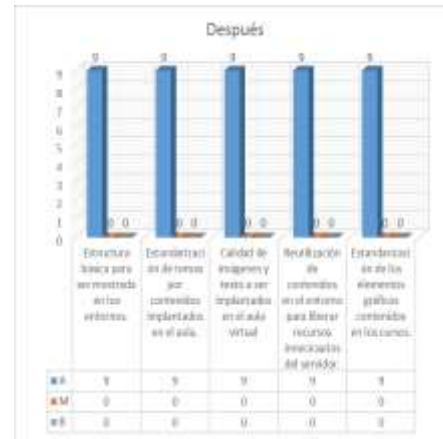 Después
9 9 9 9 9
9
8
7
6
5
4
3
2
1
0
0 0 0 0 0 0 0 0 0 0
Estructura básica para ser mostrada en los entornos.
Estandarizaci ón de temas por contenidos implantados en el aula.
Calidad de imágenes y texto a ser implantados en el aula virtual
Reutilización de contenidos en el entorno para liberar recursos innecesarios del servidor.
Estandarizaci ón de los elementos gráficos contenidos en los cursos.
A 9 9 9 9 9
M 0 0 0 0 0
B 0 0 0 0 0